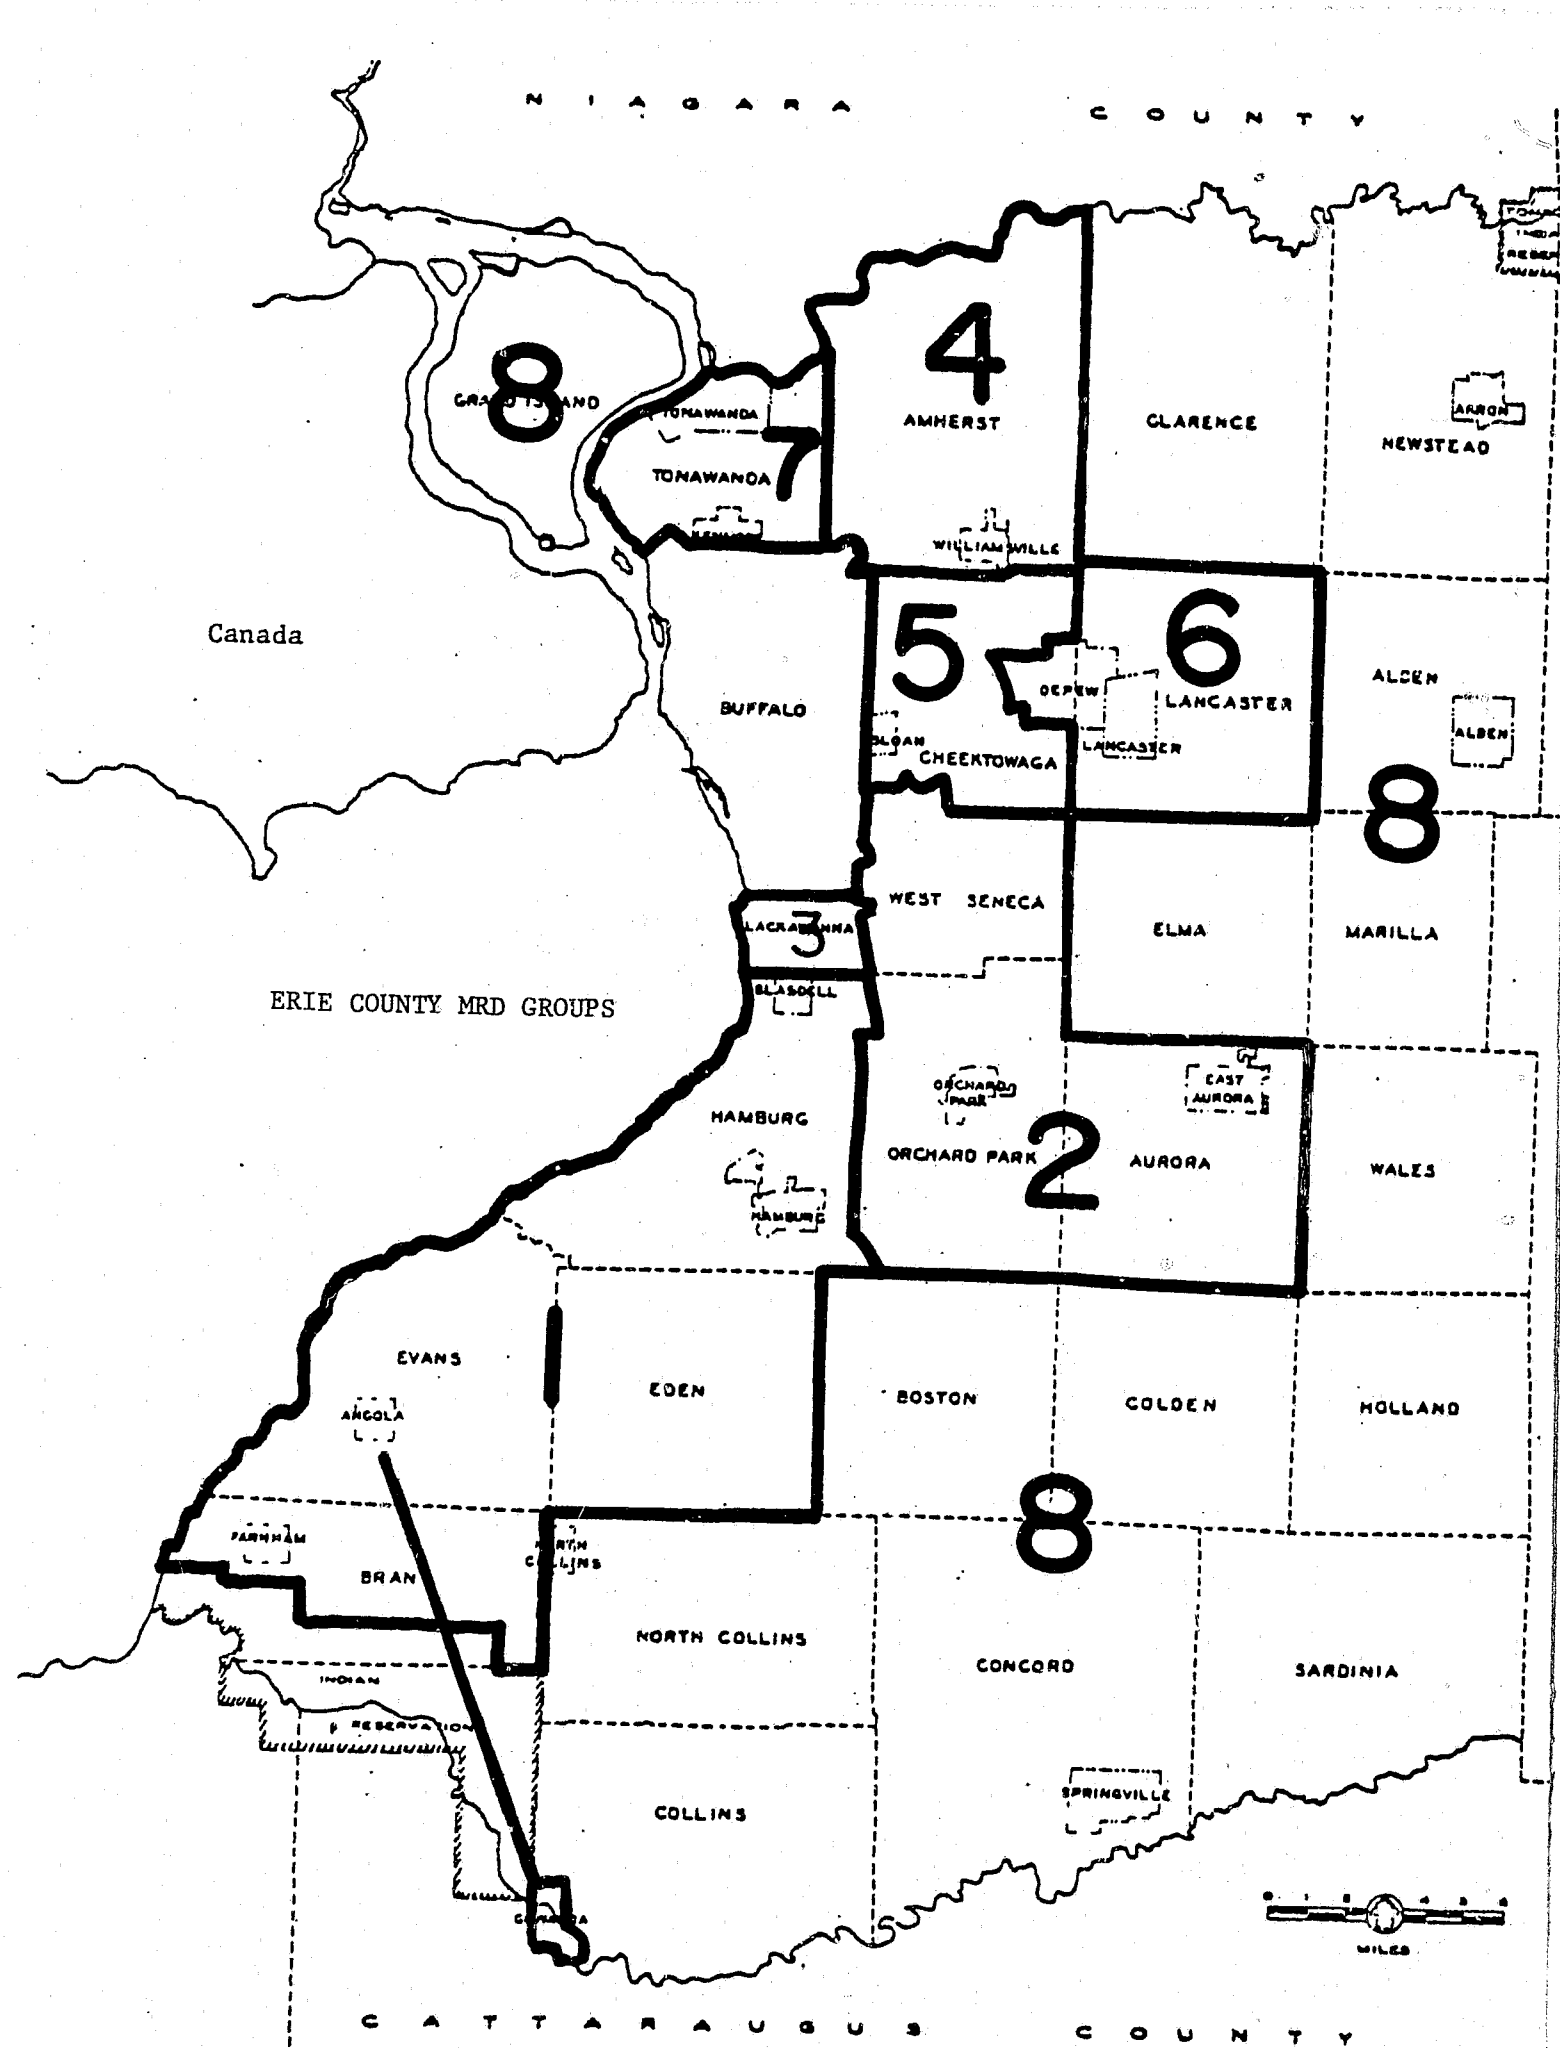 NIAGARA COUNTY
4
8
GRAND ISLAND
TONAWANDA
AMHERST
CLARENCE
AKRON
NEWSTEAD
7
TONAWANDA
WILLIAMSVILLE
Canada
5
6
BUFFALO
DEPEW
LANCASTER
ALDEN
SLOAN
CHEEKTOWAGA
LANCASTER
ALDEN
8
WEST SENECA
LACKAWANNA
3
ELMA
MARILLA
BLASDELL
ERIE COUNTY MRD GROUPS
ORCHARD
PARK
EAST
AURORA
HAMBURG
ORCHARD PARK
2
AURORA
WALES
HAMBURG
EVANS
EDEN
BOSTON
COLDEN
HOLLAND
ANGOLA
8
FARNHAM
NORTH
COLLINS
BRAN
NORTH COLLINS
CONCORD
SARDINIA
INDIAN
RESERVATION
COLLINS
SPRINGVILLE
MILES
CATTARAUGUS COUNTY